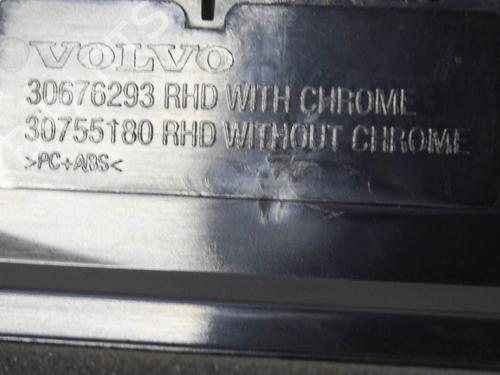 VOLVO
30676293 RHD WITH CHROME
30755180 RHD WITHOUT CHROME
>PC+ABS<